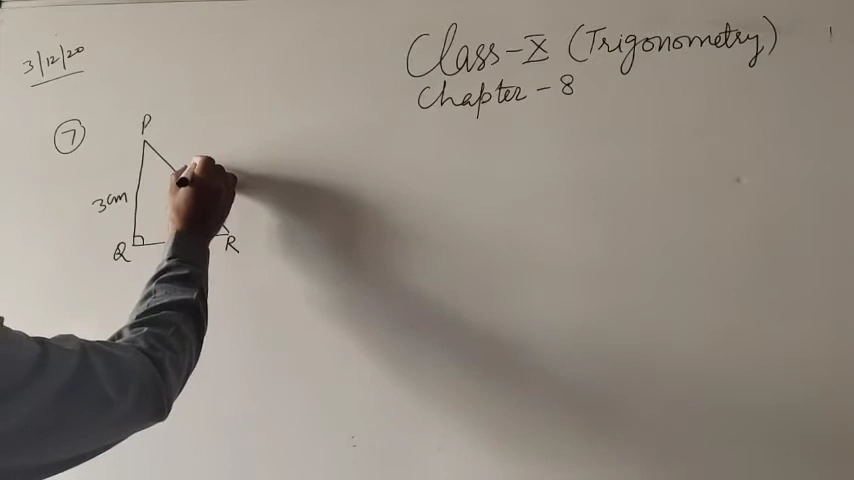 3/12/20
Class-X (Trigonometry)
Chapter - 8
7
P
3cm
Q
R